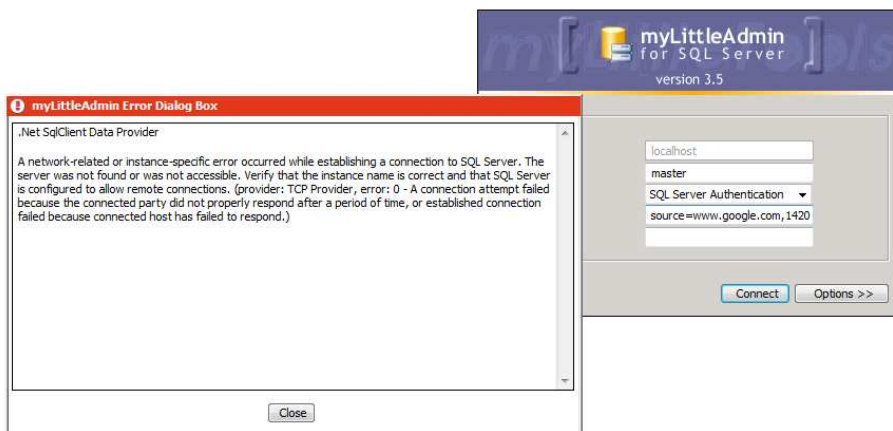 myLittleAdmin
for SQL Server
version 3.5
myLittleAdmin Error Dialog Box
.Net SqlClient Data Provider
A network-related or instance-specific error occurred while establishing a connection to SQL Server. The
server was not found or was not accessible. Verify that the instance name is correct and that SQL Server
is configured to allow remote connections. (provider: TCP Provider, error: 0 - A connection attempt failed
because the connected party did not properly respond after a period of time, or established connection
failed because connected host has failed to respond.)
Close
localhost
master
SQL Server Authentication
source=www.google.com,1420
Connect
Options >>